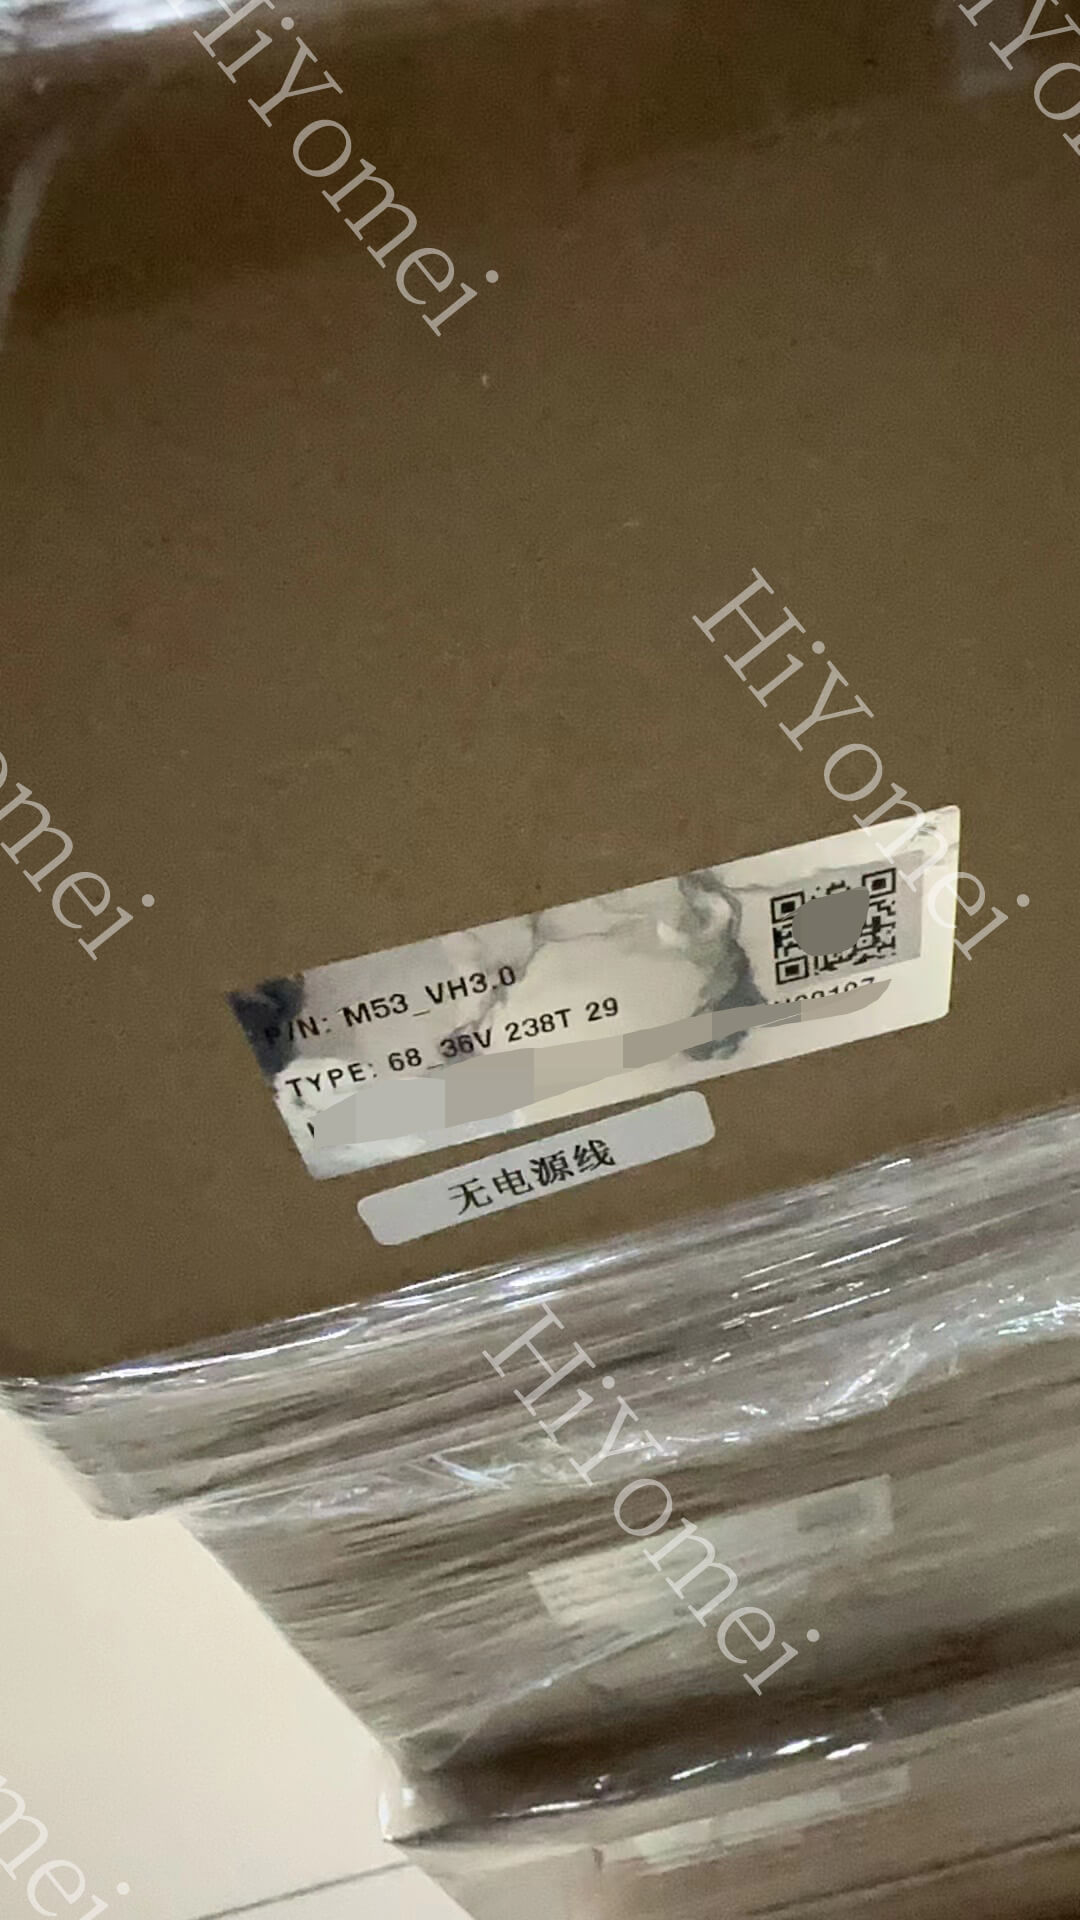 HiYomei
HiYomei
P/N: M53_VH3.0
TYPE: 68_36V 238T 29
无电源线
HiYomei